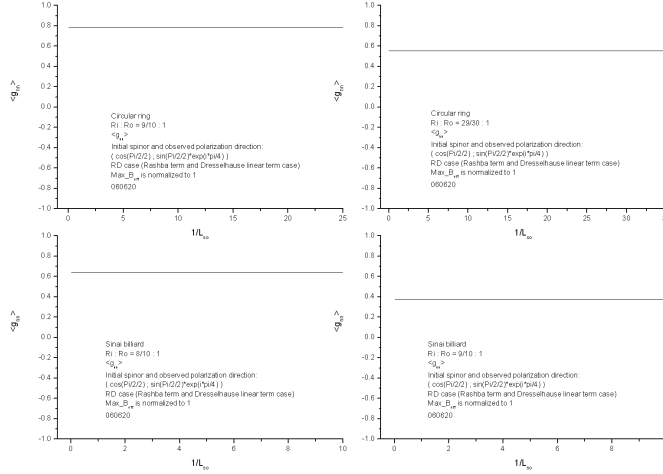 1.0
0.8
0.6
0.4
0.2
0.0
-0.2
-0.4
-0.6
-0.8
-1.0
<g_nn>
Circular ring
Ri : Ro = 9/10 : 1
Initial spinor and observed polarization direction:
( cos(Pi/2/2) ; sin(Pi/2/2)*exp(i*pi/4) )
RD case (Rashba term and Dresselhaus linear term case)
Max_B_eff is normalized to 1
060620
0 5 10 15 20 25
1/L_so
1.0
0.8
0.6
0.4
0.2
0.0
-0.2
-0.4
-0.6
-0.8
-1.0
<g_nn>
Circular ring
Ri : Ro = 29/30 : 1
Initial spinor and observed polarization direction:
( cos(Pi/2/2) ; sin(Pi/2/2)*exp(i*pi/4) )
RD case (Rashba term and Dresselhause linear term case)
Max_B_eff is normalized to 1
060620
0 5 10 15 20 25 30
1/L_so
1.0
0.8
0.6
0.4
0.2
0.0
-0.2
-0.4
-0.6
-0.8
-1.0
<g_nn>
Sinai billiard
Ri : Ro = 8/10 : 1
Initial spinor and observed polarization direction:
( cos(Pi/2/2) ; sin(Pi/2/2)*exp(i*pi/4) )
RD case (Rashba term and Dresselhause linear term case)
Max_B_eff is normalized to 1
060620
0 2 4 6 8 10
1/L_so
1.0
0.8
0.6
0.4
0.2
0.0
-0.2
-0.4
-0.6
-0.8
-1.0
<g_nn>
Sinai billiard
Ri : Ro = 9/10 : 1
Initial spinor and observed polarization direction:
( cos(Pi/2/2) ; sin(Pi/2/2)*exp(i*pi/4) )
RD case (Rashba term and Dresselhause linear term case)
Max_B_eff is normalized to 1
060620
0 2 4 6 8
1/L_so